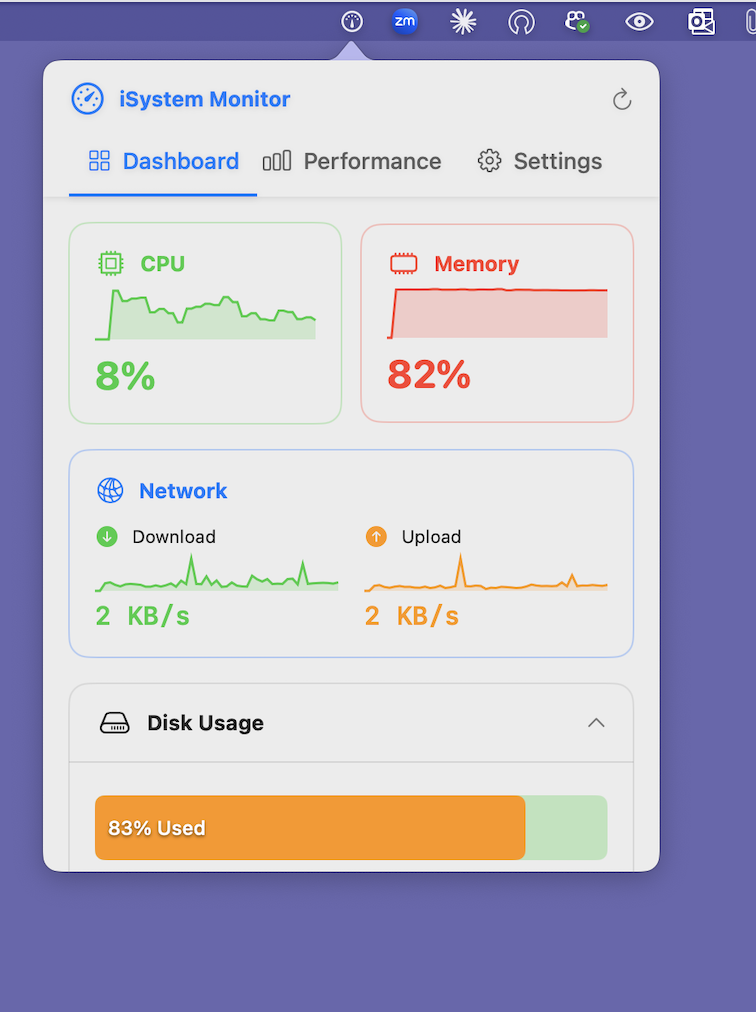 zm
iSystem Monitor
Dashboard Performance Settings
CPU Memory
8% 82%
Network
Download Upload
2 KB/s 2 KB/s
Disk Usage
83% Used